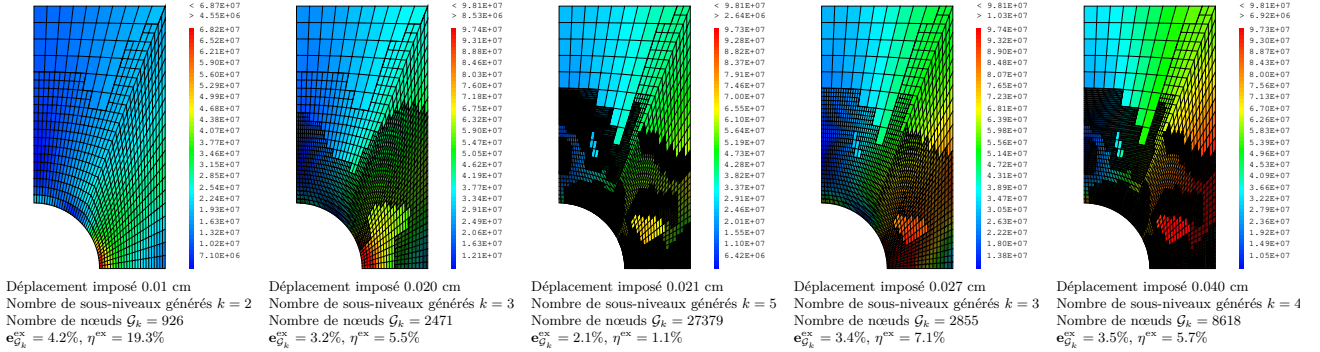 < 6.87E+07
> 4.55E+06
6.82E+07
6.52E+07
6.21E+07
5.90E+07
5.60E+07
5.29E+07
4.99E+07
4.68E+07
4.38E+07
4.07E+07
3.77E+07
3.46E+07
3.15E+07
2.85E+07
2.54E+07
2.24E+07
1.93E+07
1.63E+07
1.32E+07
1.02E+07
7.10E+06
Déplacement imposé 0.01 cm
Nombre de sous-niveaux générés k = 2
Nombre de nœuds 𝒢k = 926
e^ex_𝒢k = 4.2%, η^ex = 19.3%
< 9.81E+07
> 8.53E+06
9.74E+07
9.31E+07
8.88E+07
8.46E+07
8.03E+07
7.60E+07
7.18E+07
6.75E+07
6.32E+07
5.90E+07
5.47E+07
5.05E+07
4.62E+07
4.19E+07
3.77E+07
3.34E+07
2.91E+07
2.49E+07
2.06E+07
1.63E+07
1.21E+07
Déplacement imposé 0.020 cm
Nombre de sous-niveaux générés k = 3
Nombre de nœuds 𝒢k = 2471
e^ex_𝒢k = 3.2%, η^ex = 5.5%
< 9.81E+07
> 2.64E+06
9.73E+07
9.28E+07
8.82E+07
8.37E+07
7.91E+07
7.46E+07
7.00E+07
6.55E+07
6.10E+07
5.64E+07
5.19E+07
4.73E+07
4.28E+07
3.83E+07
3.37E+07
2.92E+07
2.46E+07
2.01E+07
1.55E+07
1.10E+07
6.42E+06
Déplacement imposé 0.021 cm
Nombre de sous-niveaux générés k = 5
Nombre de nœuds 𝒢k = 27379
e^ex_𝒢k = 2.1%, η^ex = 1.1%
< 9.81E+07
> 1.03E+07
9.74E+07
9.32E+07
8.90E+07
8.48E+07
8.07E+07
7.65E+07
7.23E+07
6.81E+07
6.39E+07
5.98E+07
5.56E+07
5.14E+07
4.72E+07
4.31E+07
3.89E+07
3.47E+07
3.05E+07
2.63E+07
2.22E+07
1.80E+07
1.38E+07
Déplacement imposé 0.027 cm
Nombre de sous-niveaux générés k = 3
Nombre de nœuds 𝒢k = 2855
e^ex_𝒢k = 3.4%, η^ex = 7.1%
< 9.81E+07
> 6.92E+06
9.73E+07
9.30E+07
8.86E+07
8.43E+07
8.00E+07
7.56E+07
7.13E+07
6.70E+07
6.26E+07
5.83E+07
5.39E+07
4.96E+07
4.53E+07
4.09E+07
3.66E+07
3.22E+07
2.79E+07
2.36E+07
1.92E+07
1.49E+07
1.05E+07
Déplacement imposé 0.040 cm
Nombre de sous-niveaux générés k = 4
Nombre de nœuds 𝒢k = 8618
e^ex_𝒢k = 3.5%, η^ex = 5.7%